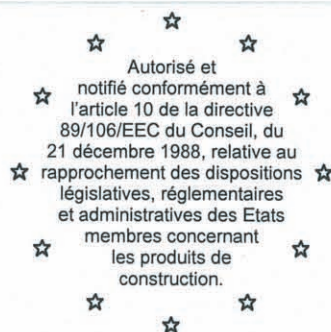 Autorisé et
notifié conformément à
l'article 10 de la directive
89/106/EEC du Conseil, du
21 décembre 1988, relative au
rapprochement des dispositions
législatives, réglementaires
et administratives des Etats
membres concernant
les produits de
construction.